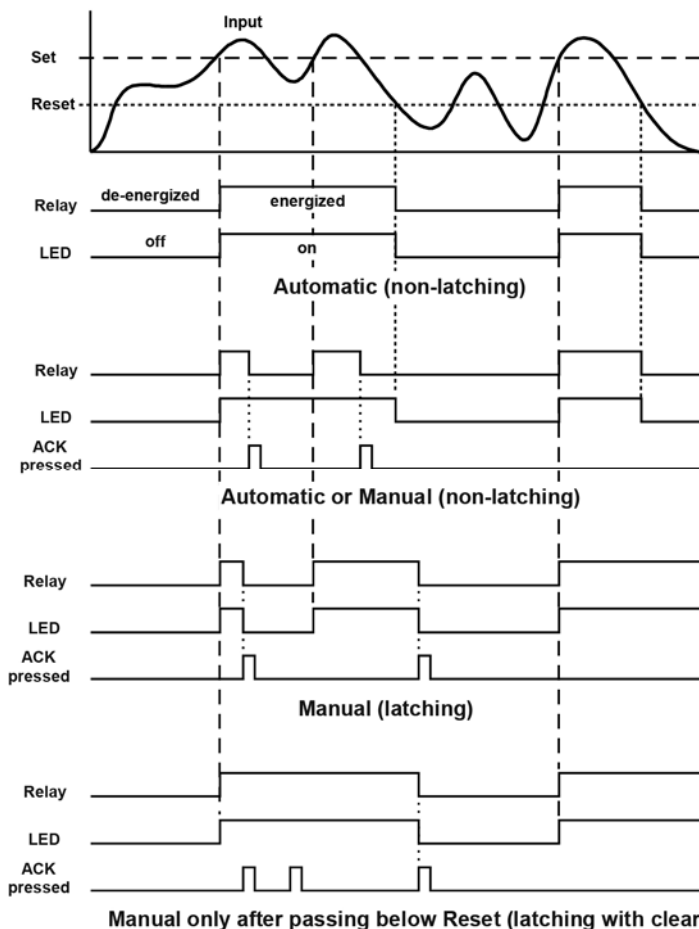 Input
Set
Reset
de-energized
energized
Relay
off
on
LED
Automatic (non-latching)
Relay
LED
ACK
pressed
Automatic or Manual (non-latching)
Relay
LED
ACK
pressed
Manual (latching)
Relay
LED
ACK
pressed
Manual only after passing below Reset (latching with clear